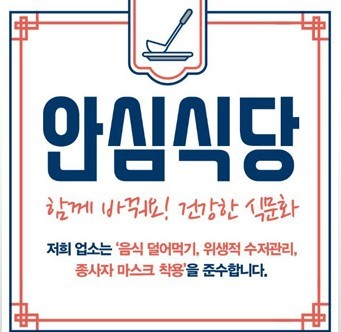 안심식당
함께 바꿔요! 건강한 식문화
저희 업소는 '음식 덜어먹기, 위생적 수저관리,
종사자 마스크 착용'을 준수합니다.